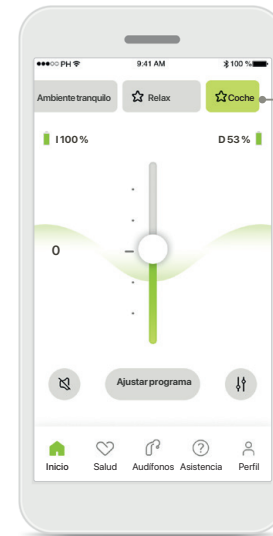 PH 9:41 AM 100 %
Ambiente tranquilo Relax Coche
I 100 % D 53 %
0
Ajustar programa
Inicio Salud Audífonos Asistencia Perfil